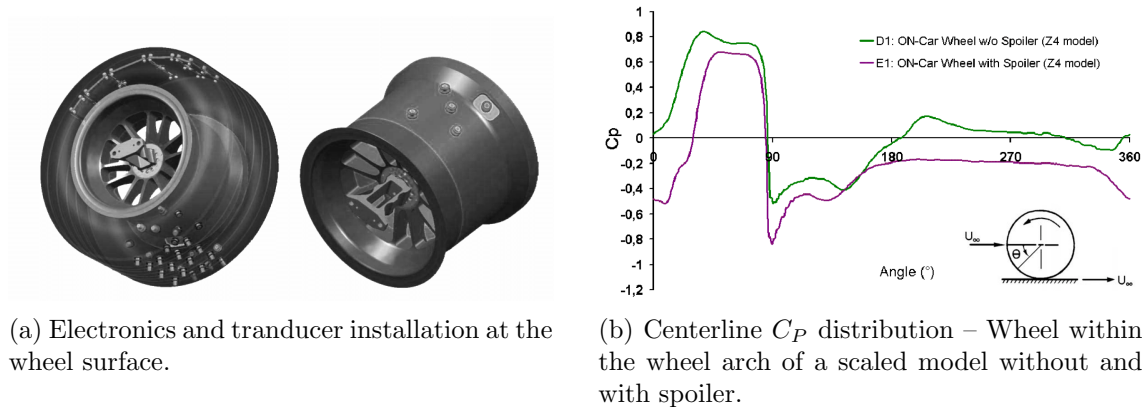 1
0,8
0,6
0,4
0,2
0
-0,2
-0,4
-0,6
-0,8
-1
-1,2
Cp
0
90
180
270
360
D1: ON-Car Wheel w/o Spoiler (Z4 model)
E1: ON-Car Wheel with Spoiler (Z4 model)
Angle (°)
U∞
Θ
U∞
(a) Electronics and tranducer installation at the
wheel surface.
(b) Centerline CP distribution – Wheel within
the wheel arch of a scaled model without and
with spoiler.